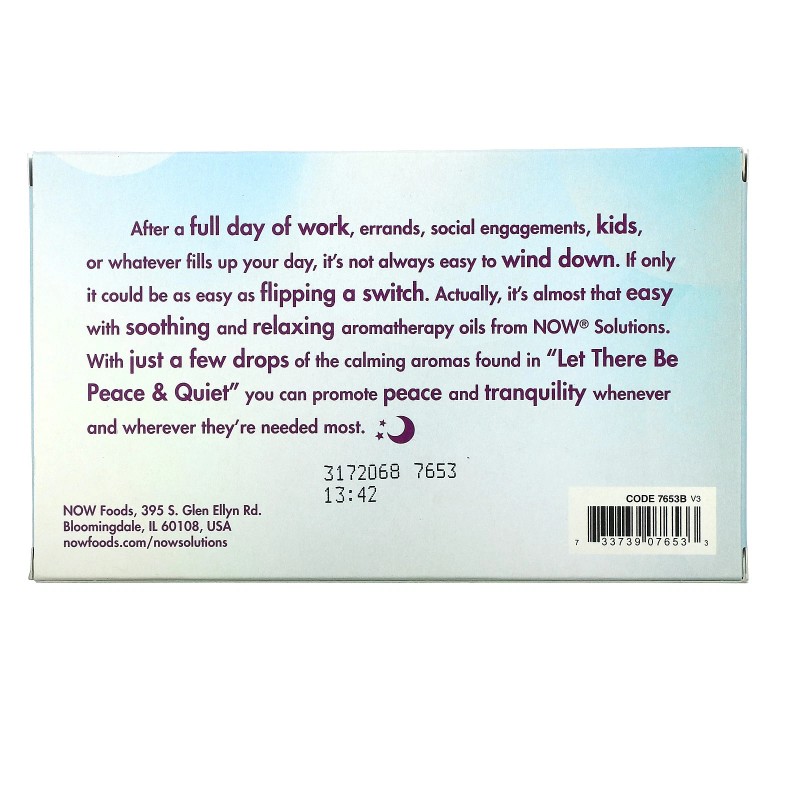 After a full day of work, errands, social engagements, kids,
or whatever fills up your day, it's not always easy to wind down. If only
it could be as easy as flipping a switch. Actually, it's almost that easy
with soothing and relaxing aromatherapy oils from NOW® Solutions.
With just a few drops of the calming aromas found in "Let There Be
Peace & Quiet" you can promote peace and tranquility whenever
and wherever they're needed most.
3172068 7653
13:42
NOW Foods, 395 S. Glen Ellyn Rd.
Bloomingdale, IL 60108, USA
nowfoods.com/nowsolutions
CODE 7653B V3
7 33739 07653 3